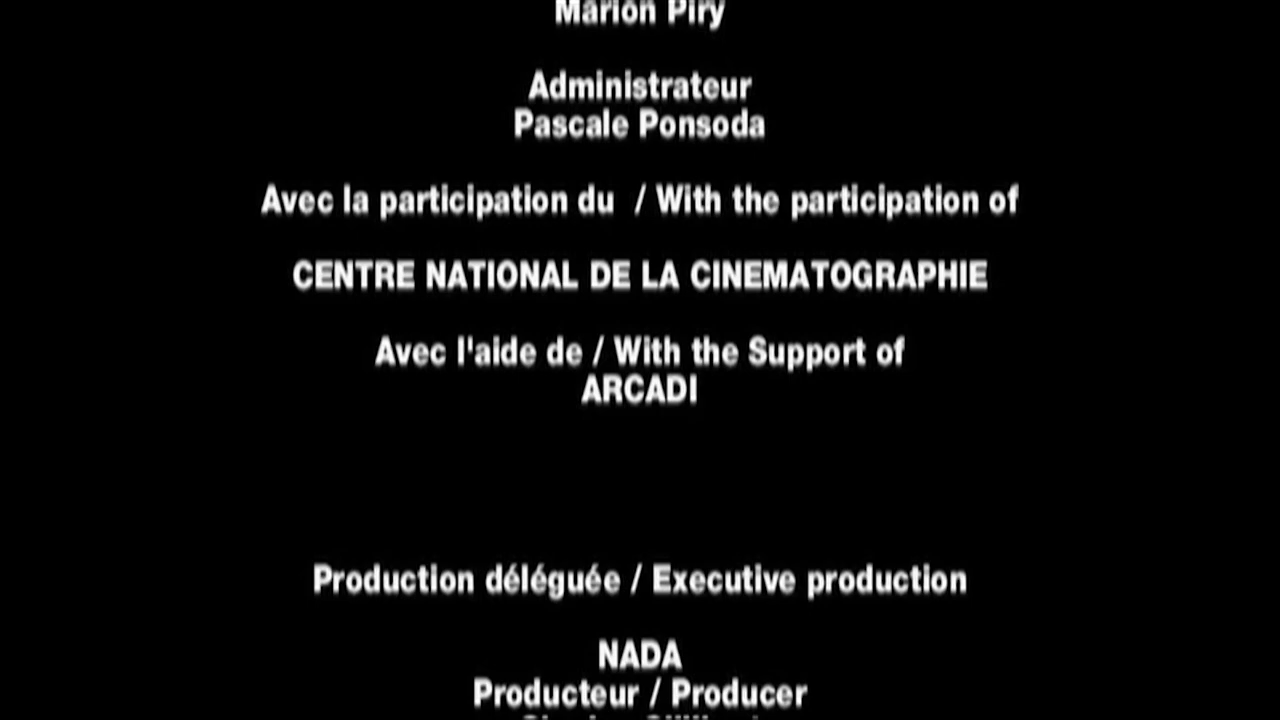 Marion Piry
Administrateur
Pascale Ponsoda
Avec la participation du / With the participation of
CENTRE NATIONAL DE LA CINEMATOGRAPHIE
Avec l'aide de / With the Support of
ARCADI
Production déléguée / Executive production
NADA
Producteur / Producer